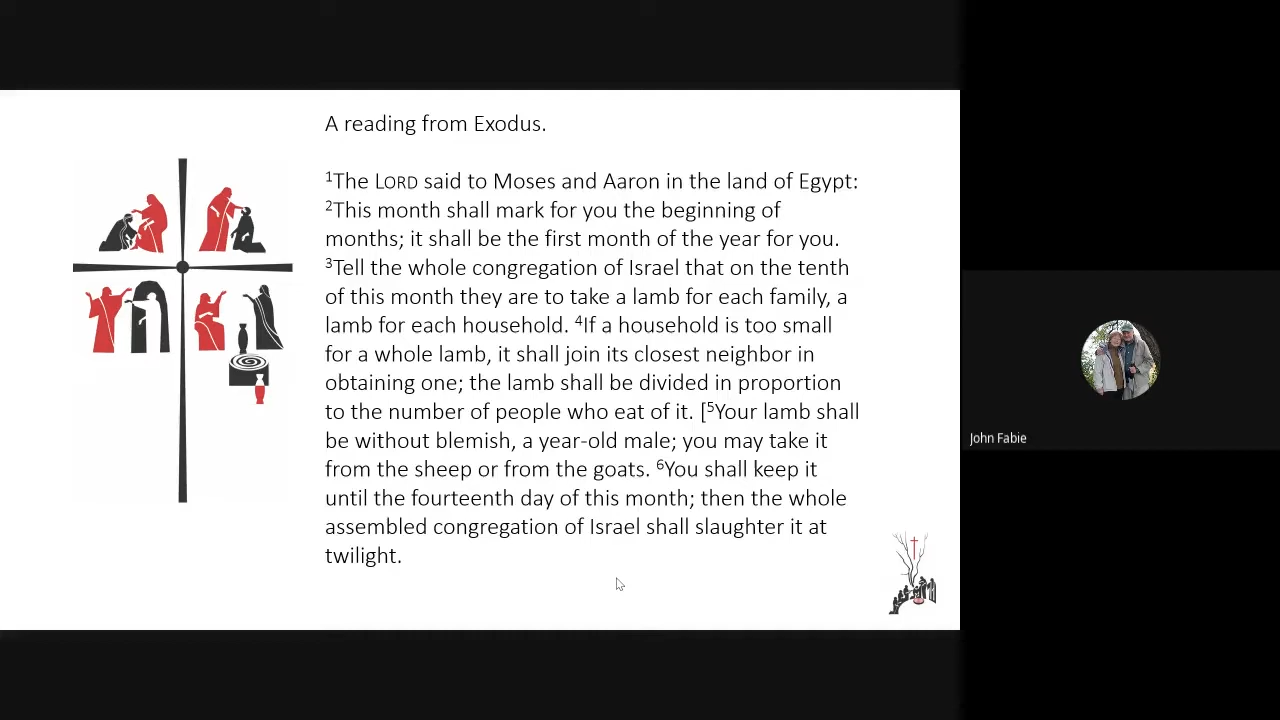 A reading from Exodus.
¹The LORD said to Moses and Aaron in the land of Egypt:
²This month shall mark for you the beginning of
months; it shall be the first month of the year for you.
³Tell the whole congregation of Israel that on the tenth
of this month they are to take a lamb for each family, a
lamb for each household. ⁴If a household is too small
for a whole lamb, it shall join its closest neighbor in
obtaining one; the lamb shall be divided in proportion
to the number of people who eat of it. [⁵Your lamb shall
be without blemish, a year-old male; you may take it
from the sheep or from the goats. ⁶You shall keep it
until the fourteenth day of this month; then the whole
assembled congregation of Israel shall slaughter it at
twilight.
John Fabie